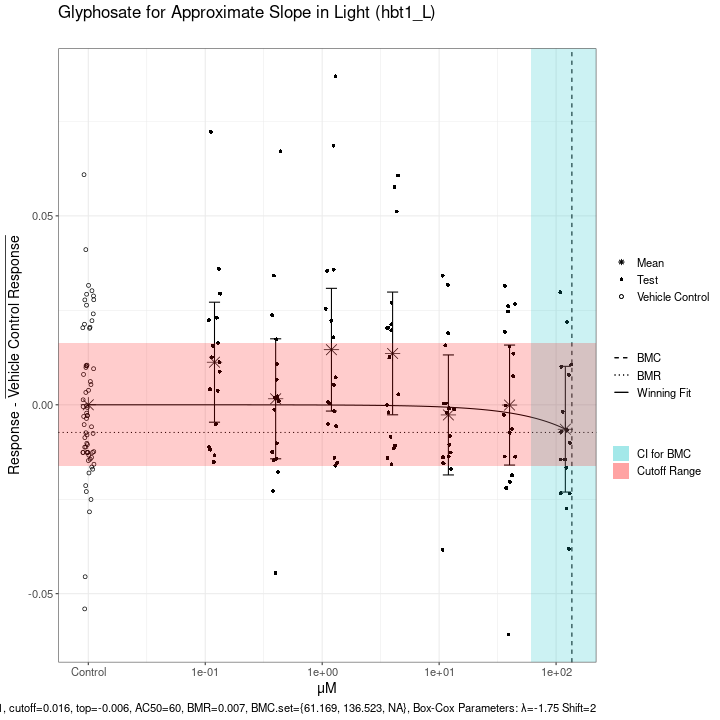 Glyphosate for Approximate Slope in Light (hbt1_L)
Response - Vehicle Control Response
0.05
0.00
-0.05
Control
1e-01
1e+00
1e+01
1e+02
μM
Mean
Test
Vehicle Control
BMC
BMR
Winning Fit
CI for BMC
Cutoff Range
, cutoff=0.016, top=-0.006, AC50=60, BMR=0.007, BMC.set={61.169, 136.523, NA}, Box-Cox Parameters: λ=-1.75 Shift=2